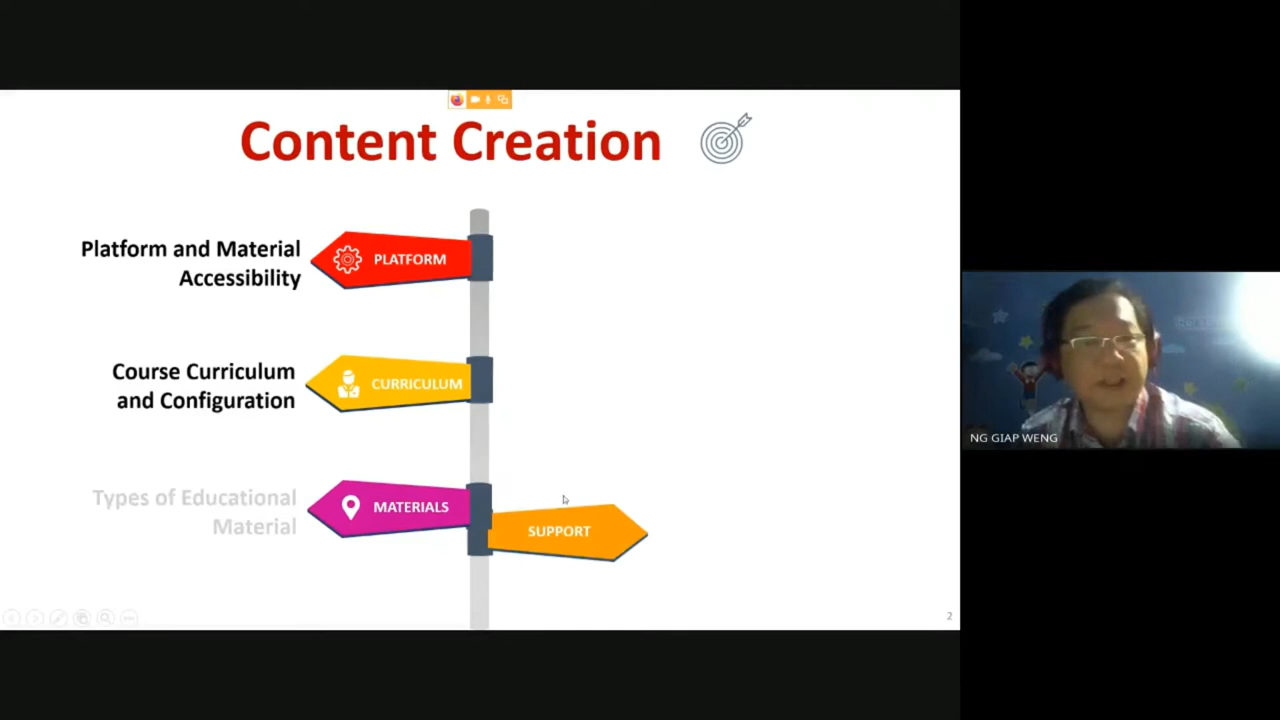 Content Creation
Platform and Material
Accessibility
PLATFORM
Course Curriculum
and Configuration
CURRICULUM
Types of Educational
Material
MATERIALS
SUPPORT
2
NG GIAP WENG